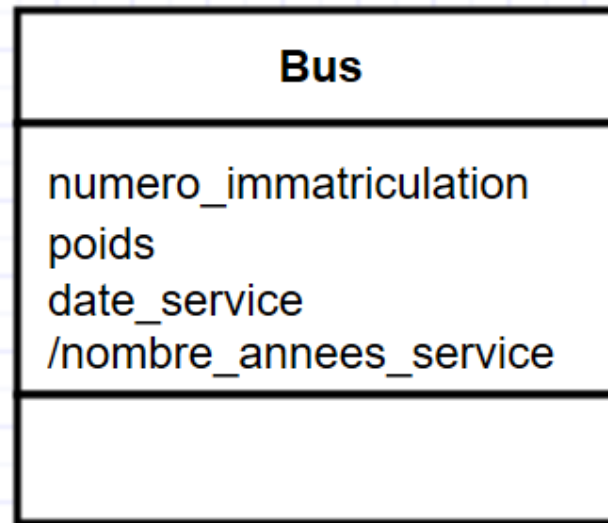 Bus
numero_immatriculation
poids
date_service
/nombre_annees_service